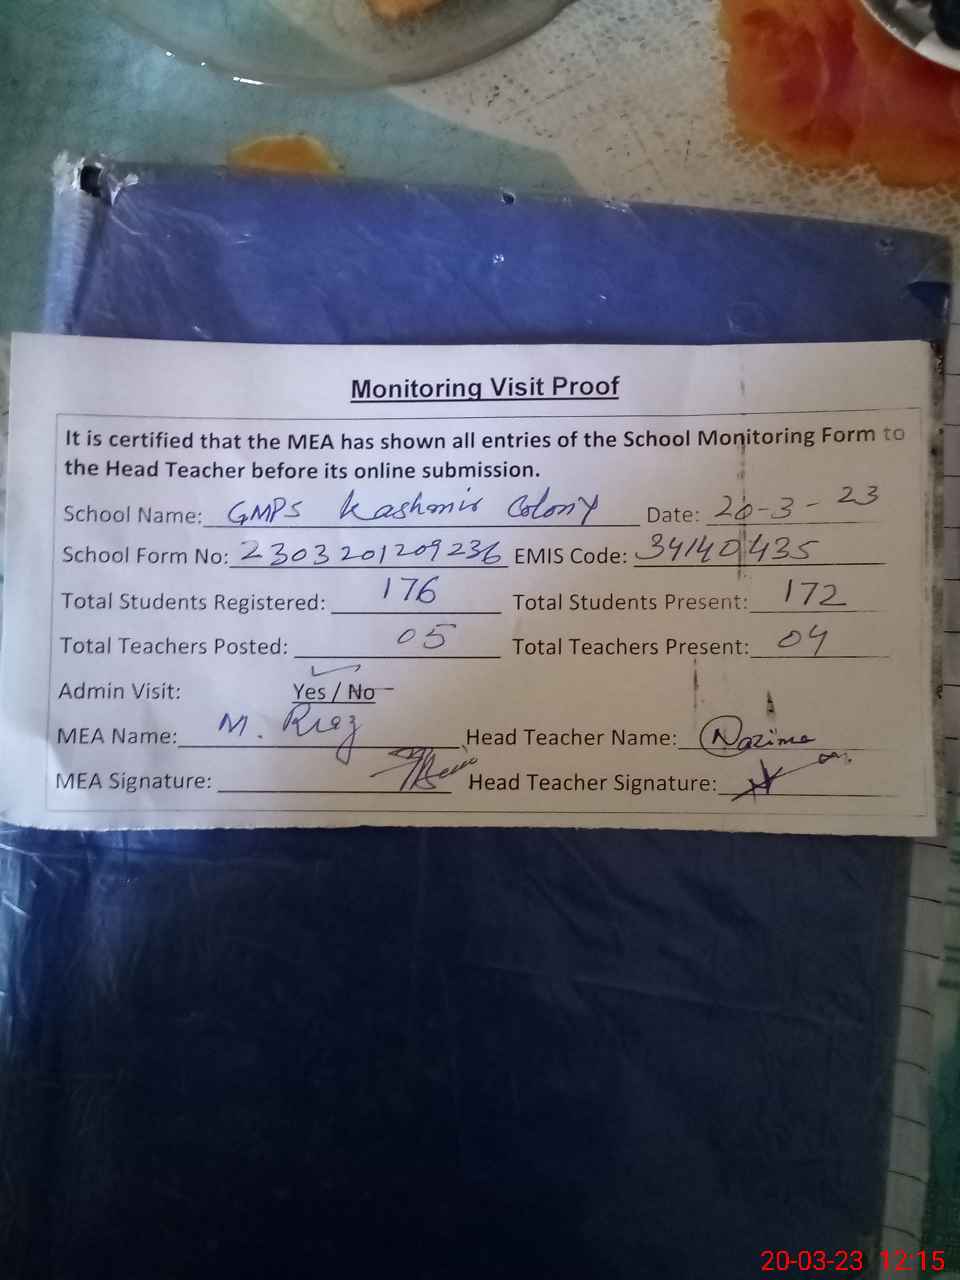 Monitoring Visit Proof
It is certified that the MEA has shown all entries of the School Monitoring Form to
the Head Teacher before its online submission.
School Name: GMPS Kashmir Colony Date: 20-3-23
School Form No: 2303201209236 EMIS Code: 34140435
Total Students Registered: 176 Total Students Present: 172
Total Teachers Posted: 05 Total Teachers Present: 04
Admin Visit: Yes / No
MEA Name: M. Riaz Head Teacher Name: Nazima
MEA Signature: Head Teacher Signature:
20-03-23 12:15